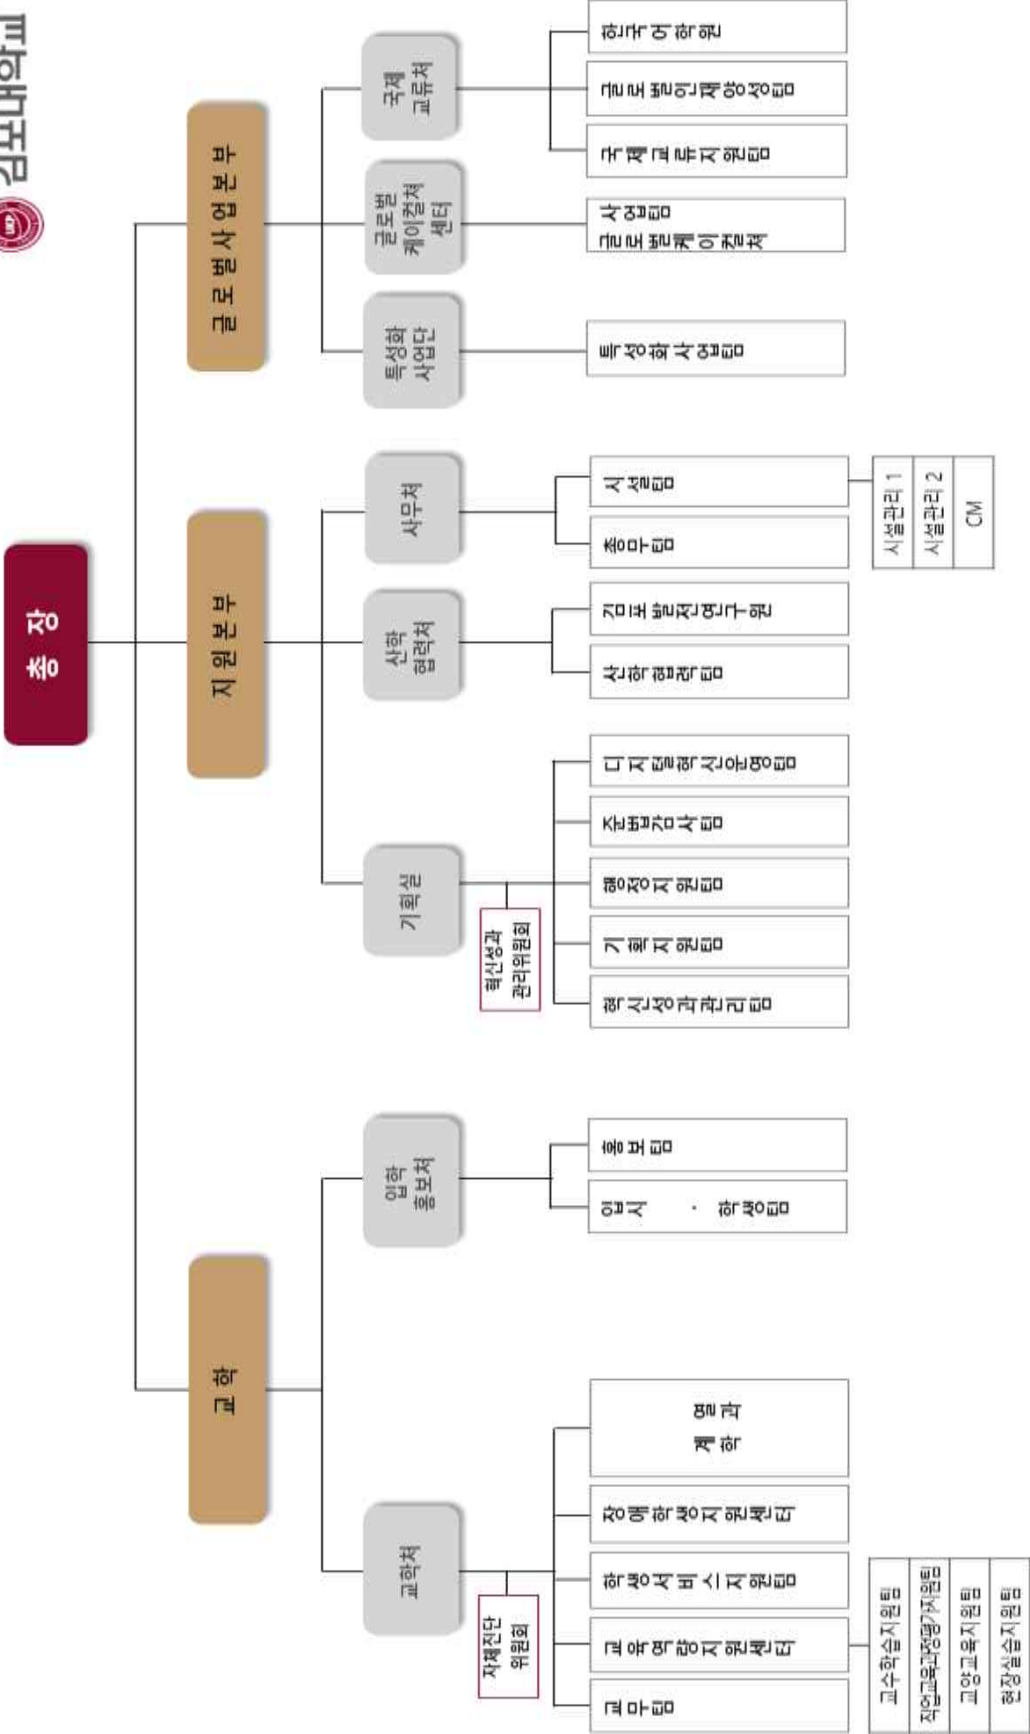 김포대학교
UKP
총 장
교 학
지 원 본 부
글 로 벌 사 업 본 부
교학처
입학
홍보처
기획실
산학
협력처
사무처
특성화
사업단
글로벌
케이컬쳐
센터
국제
교류처
자체진단
위원회
혁신성과
관리위원회
교무팀
교육역량지원센터
학생서비스지원팀
장애학생지원센터
계열
학과
입시 · 학생팀
홍보팀
혁신성과관리팀
기획지원팀
행정지원팀
준법감사팀
디지털혁신운영팀
산학협력팀
김포발전연구원
총무팀
시설팀
특성화사업팀
글로벌케이컬쳐
사업팀
국제교류지원팀
글로벌인재양성팀
한국어학원
교수학습지원팀
직업교육과정평가지원팀
교양교육지원팀
현장실습지원팀
시설관리 1
시설관리 2
CM